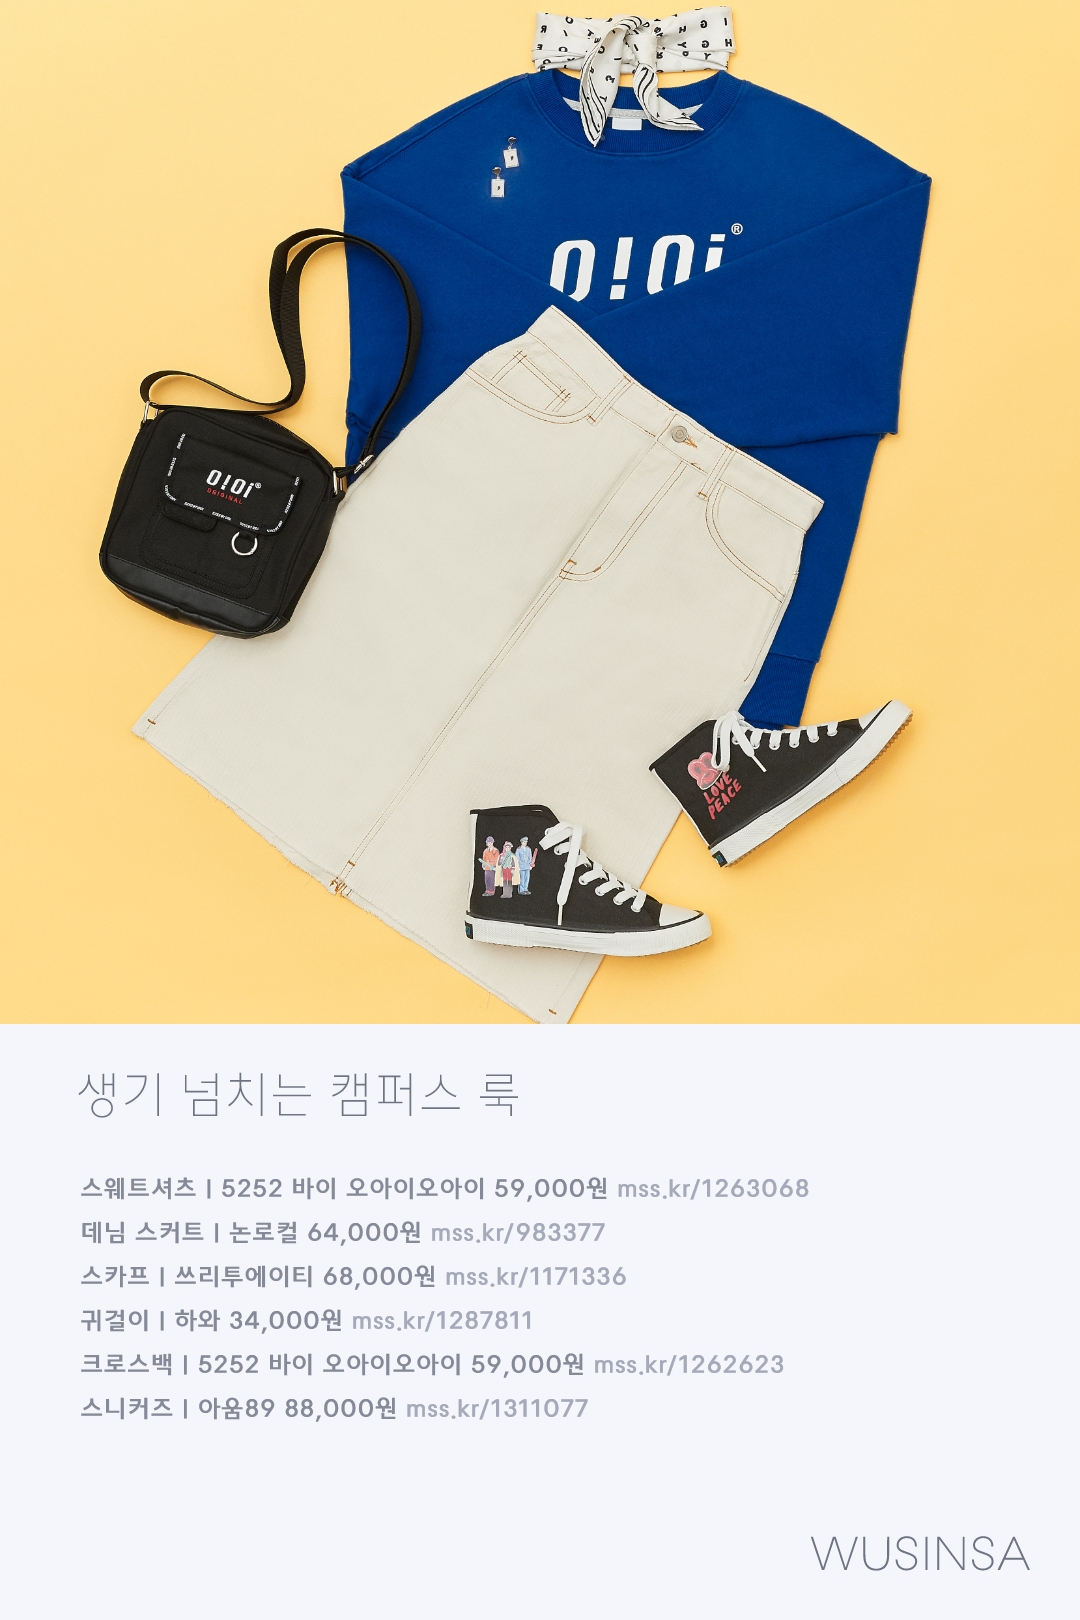 O!Oi®
O!Oi®
ORIGINAL
LOVE
PEACE
생기 넘치는 캠퍼스 룩
스웨트셔츠 | 5252 바이 오아이오아이 59,000원 mss.kr/1263068
데님 스커트 | 논로컬 64,000원 mss.kr/983377
스카프 | 쓰리투에이티 68,000원 mss.kr/1171336
귀걸이 | 하와 34,000원 mss.kr/1287811
크로스백 | 5252 바이 오아이오아이 59,000원 mss.kr/1262623
스니커즈 | 아움89 88,000원 mss.kr/1311077
WUSINSA